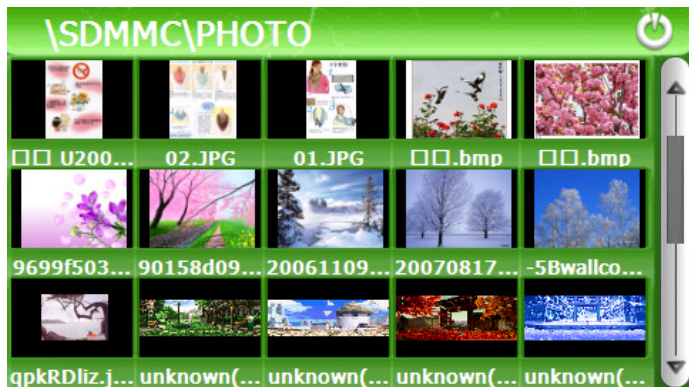 \SDMMC\PHOTO
□□ U200... 02.JPG 01.JPG □□.bmp □□.bmp
9699f503... 90158d09... 20061109... 20070817... -5Bwallco...
qpkRDliz.j... unknown(... unknown(... unknown(... unknown(...